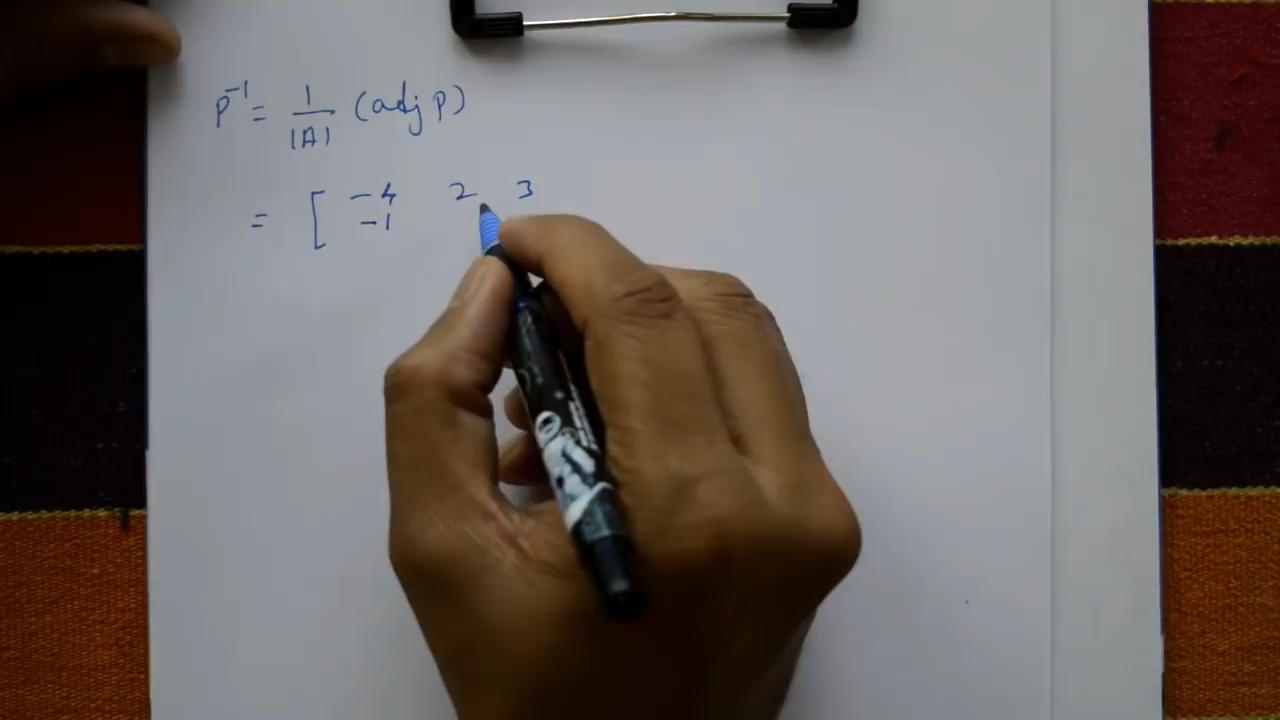 P⁻¹ = 1/|A| (adj P)
= [ -4 2 3
-1